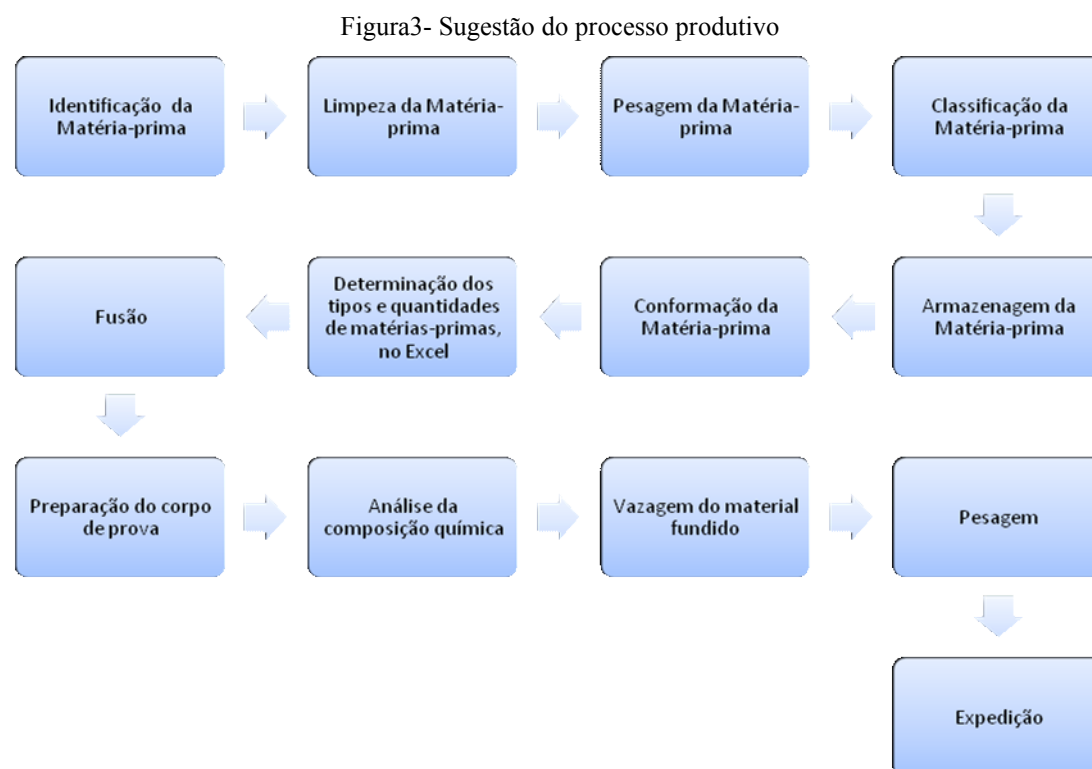 Figura3- Sugestão do processo produtivo
Identificação da
Matéria-prima
Limpeza da Matéria-
prima
Pesagem da Matéria-
prima
Classificação da
Matéria-prima
Armazenagem da
Matéria-prima
Conformação da
Matéria-prima
Determinação dos
tipos e quantidades
de matérias-primas,
no Excel
Fusão
Preparação do corpo
de prova
Análise da
composição química
Vazagem do material
fundido
Pesagem
Expedição